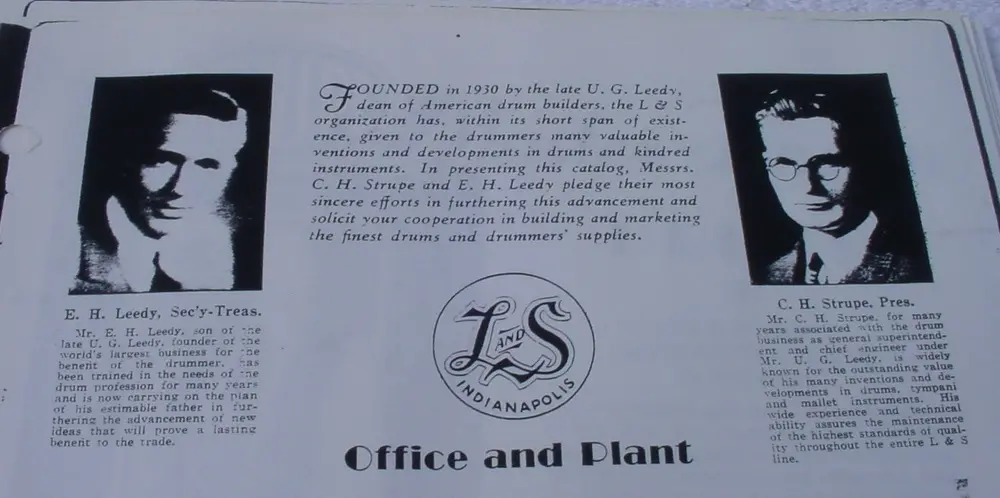 FOUNDED in 1930 by the late U. G. Leedy,
dean of American drum builders, the L & S
organization has, within its short span of exist-
ence, given to the drummers many valuable in-
ventions and developments in drums and kindred
instruments. In presenting this catalog, Messrs.
C. H. Strupe and E. H. Leedy pledge their most
sincere efforts in furthering this advancement and
solicit your cooperation in building and marketing
the finest drums and drummers' supplies.
E. H. Leedy, Sec'y-Treas.
Mr. E. H. Leedy, son of the
late U. G. Leedy, founder of the
world's largest business for the
benefit of the drummer, has
been trained in the needs of the
drum profession for many years
and is now carrying on the plan
of his estimable father in fur-
thering the advancement of new
ideas that will prove a lasting
benefit to the trade.
L AND S
INDIANAPOLIS
C. H. Strupe, Pres.
Mr. C. H. Strupe, for many
years associated with the drum
business as general superintend-
ent and chief engineer under
Mr. U. G. Leedy, is widely
known for the outstanding value
of his many inventions and de-
velopments in drums, tympani
and mallet instruments. His
wide experience and technical
ability assures the maintenance
of the highest standards of qual-
ity throughout the entire L & S
line.
Office and Plant